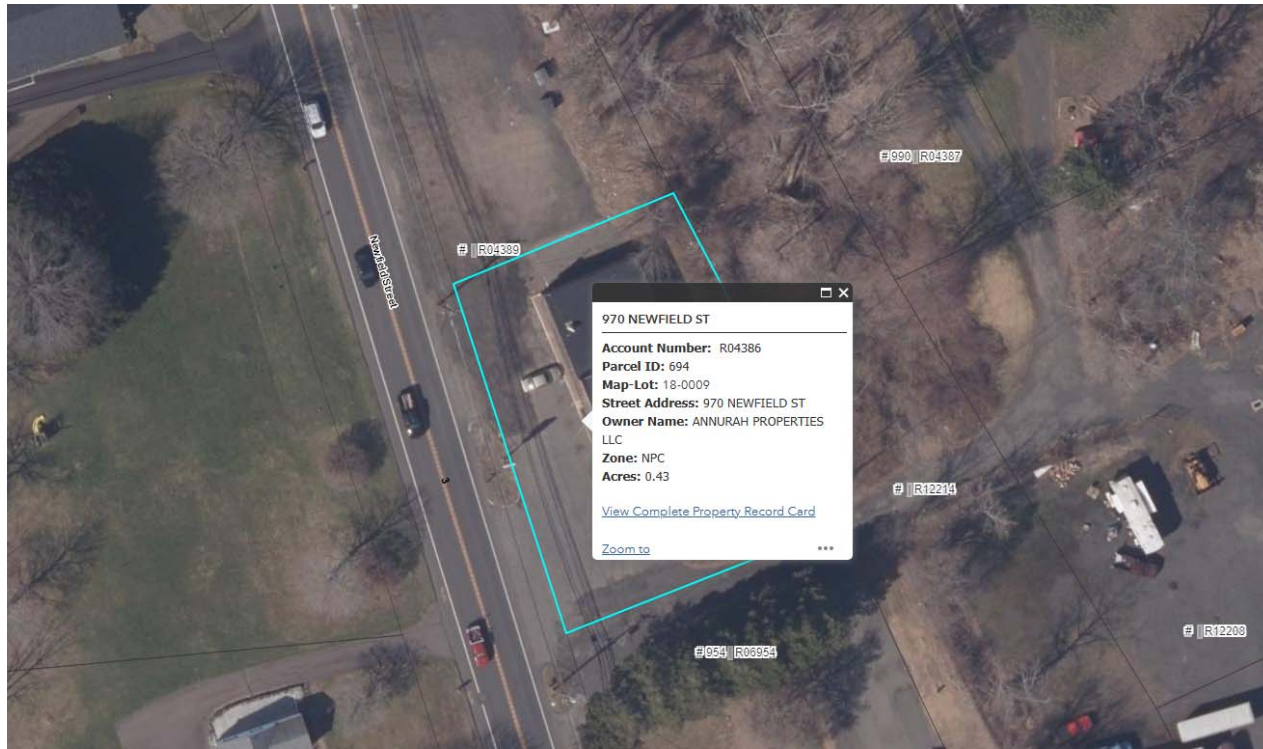 Newfield Street
3
# R04389
# 990 R04387
970 NEWFIELD ST
Account Number: R04386
Parcel ID: 694
Map-Lot: 18-0009
Street Address: 970 NEWFIELD ST
Owner Name: ANNURAH PROPERTIES
LLC
Zone: NPC
Acres: 0.43
View Complete Property Record Card
Zoom to
# R12214
# 954 R06954
# R12208